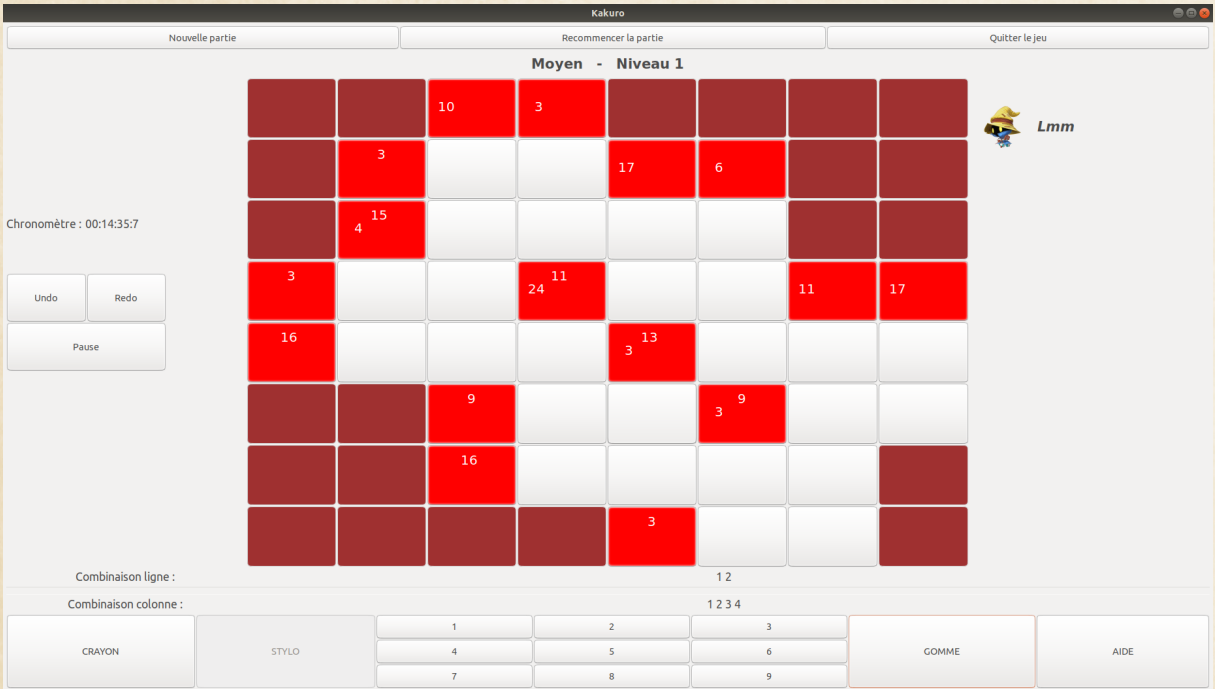 Kakuro
Nouvelle partie Recommencer la partie Quitter le jeu
Moyen - Niveau 1
10 3
Lmm
3 17 6
15
4
Chronomètre : 00:14:35:7
3 11
24 11 17
Undo Redo
16 13
3
Pause
9 9
3
16
3
Combinaison ligne : 1 2
Combinaison colonne : 1 2 3 4
1 2 3
CRAYON STYLO 4 5 6 GOMME AIDE
7 8 9